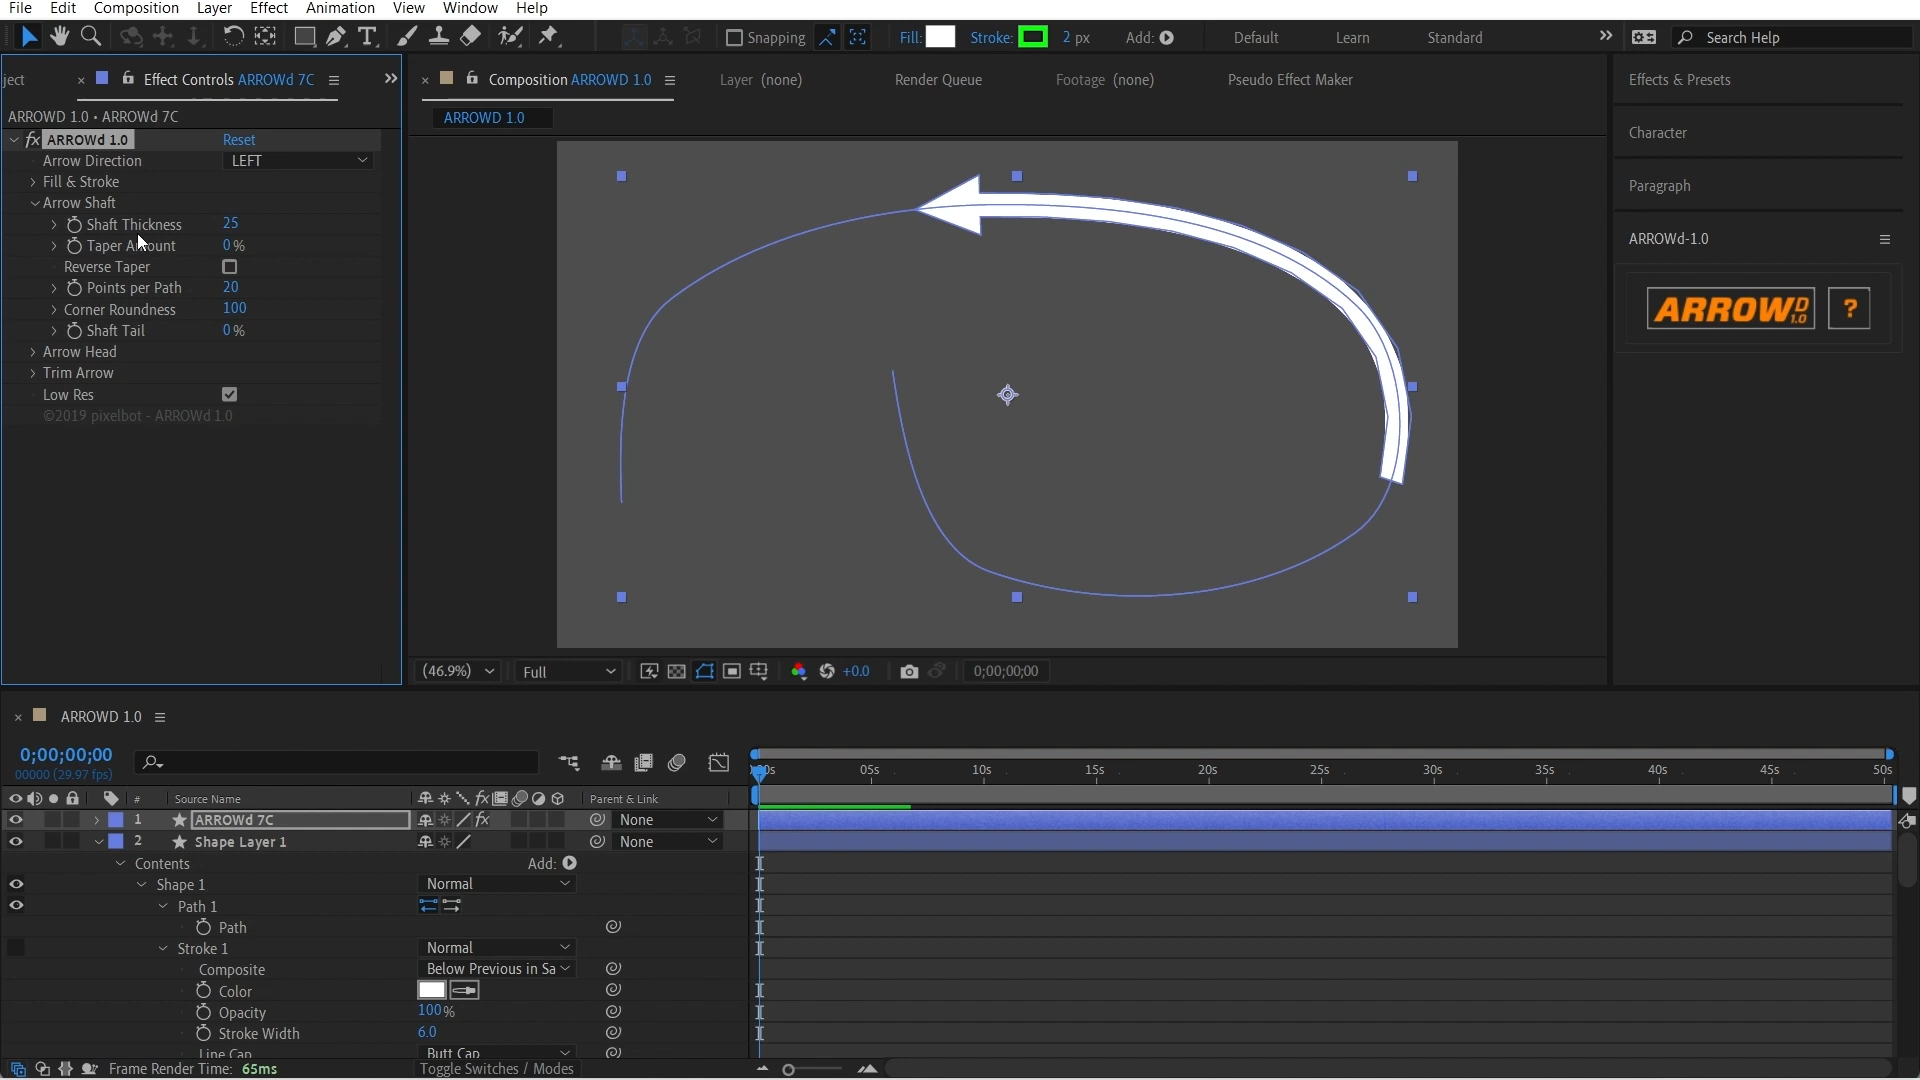 File Edit Composition Layer Effect Animation View Window Help
Snapping Fill: Stroke: 2 px Add: Default Learn Standard Search Help
ject Effect Controls ARROWd 7C
Composition ARROWD 1.0 Layer (none) Render Queue Footage (none) Pseudo Effect Maker
ARROWD 1.0 • ARROWd 7C
ARROWD 1.0
fx ARROWd 1.0 Reset
Arrow Direction LEFT
Fill & Stroke
Arrow Shaft
Shaft Thickness 25
Taper Amount 0 %
Reverse Taper
Points per Path 20
Corner Roundness 100
Shaft Tail 0 %
Arrow Head
Trim Arrow
Low Res
©2019 pixelbot - ARROWd 1.0
(46.9%) Full +0.0 0;00;00;00
Effects & Presets
Character
Paragraph
ARROWd-1.0
ARROWD 1.0 ?
ARROWD 1.0
0;00;00;00
00000 (29.97 fps)
05s 10s 15s 20s 25s 30s 35s 40s 45s 50s
# Source Name fx Parent & Link
1 ARROWd 7C fx None
2 Shape Layer 1 None
Contents Add:
Shape 1 Normal
Path 1
Path
Stroke 1 Normal
Composite Below Previous in Sa
Color
Opacity 100%
Stroke Width 6.0
Line Cap Butt Cap
Frame Render Time: 65ms Toggle Switches / Modes